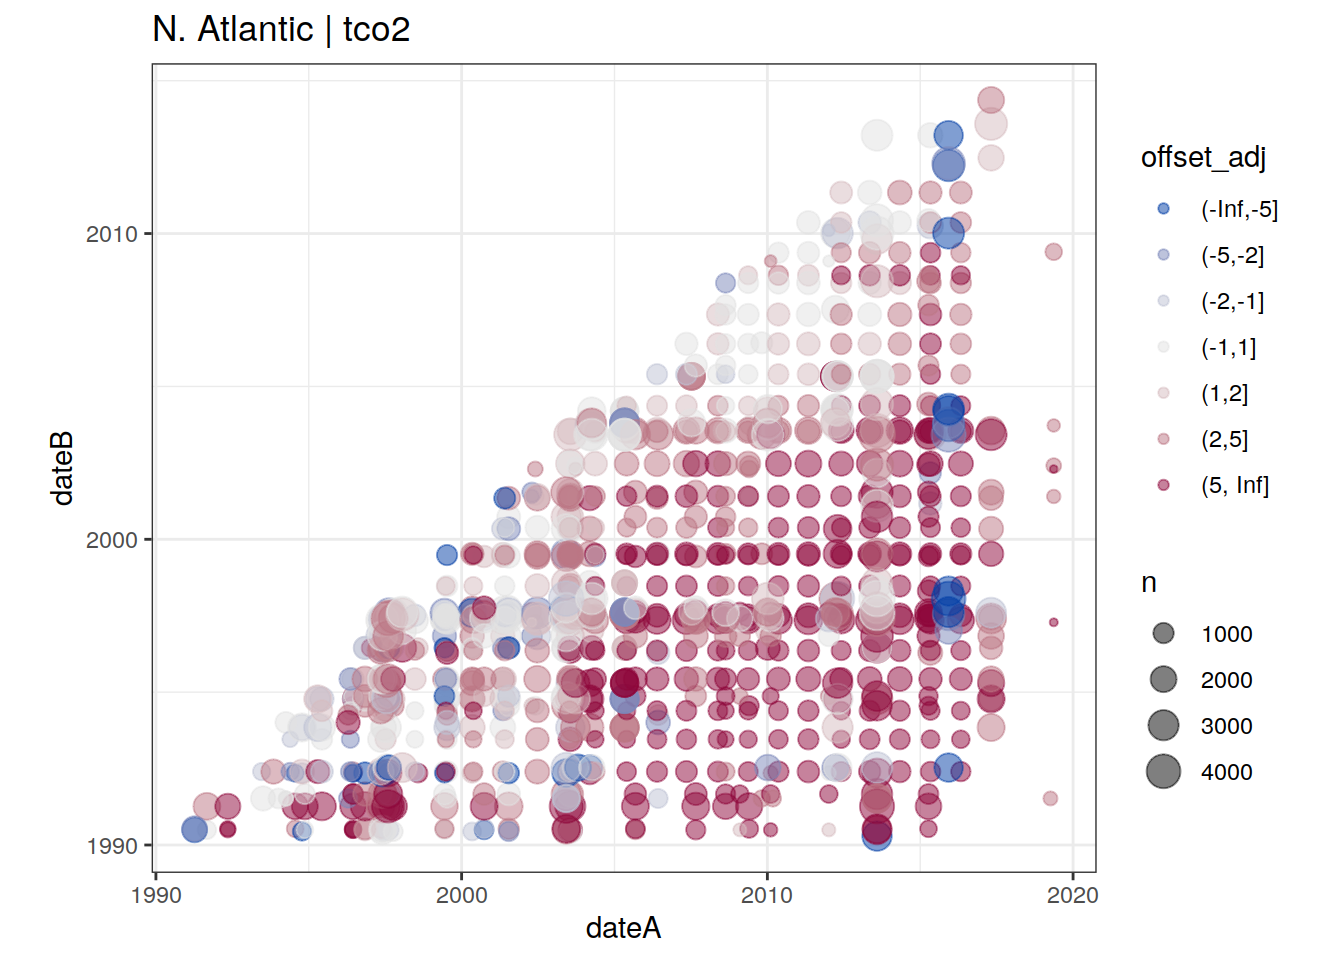 N. Atlantic | tco2
dateB
2010
2000
1990
1990 2000 2010 2020
dateA
offset_adj
(-Inf,-5]
(-5,-2]
(-2,-1]
(-1,1]
(1,2]
(2,5]
(5, Inf]
n
1000
2000
3000
4000